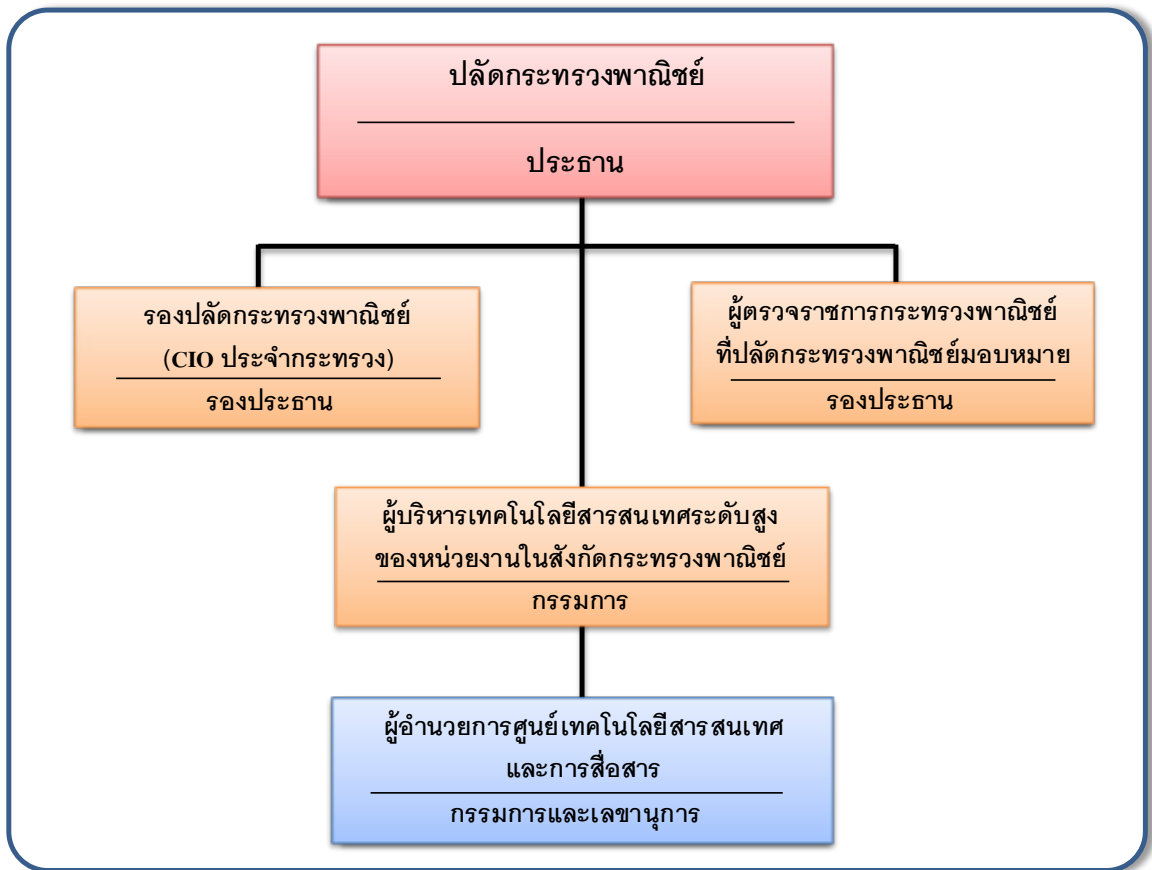 ปลัดกระทรวงพาณิชย์
ประธาน
รองปลัดกระทรวงพาณิชย์
(CIO ประจำกระทรวง)
รองประธาน
ผู้ตรวจราชการกระทรวงพาณิชย์
ที่ปลัดกระทรวงพาณิชย์มอบหมาย
รองประธาน
ผู้บริหารเทคโนโลยีสารสนเทศระดับสูง
ของหน่วยงานในสังกัดกระทรวงพาณิชย์
กรรมการ
ผู้อำนวยการศูนย์เทคโนโลยีสารสนเทศ
และการสื่อสาร
กรรมการและเลขานุการ